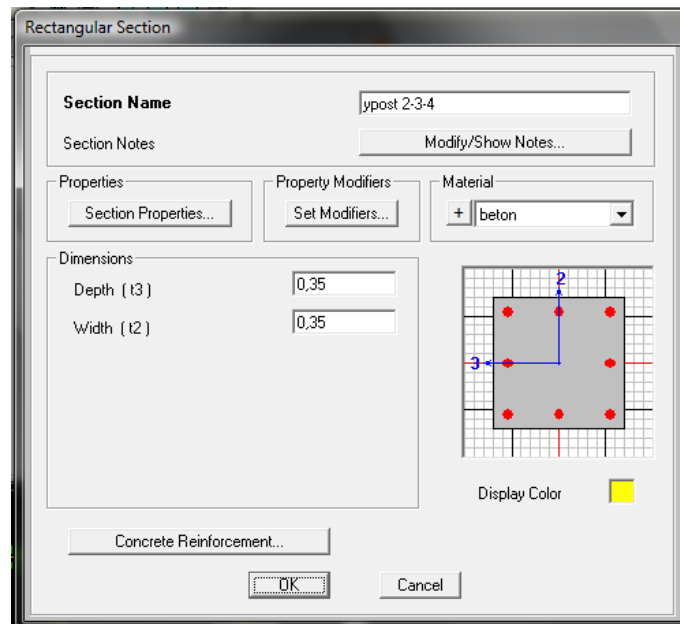 Rectangular Section
Section Name
ypost 2-3-4
Section Notes
Modify/Show Notes...
Properties
Property Modifiers
Material
Section Properties...
Set Modifiers...
+
beton
Dimensions
Depth ( t3 )
0,35
Width ( t2 )
0,35
2
3
Display Color
Concrete Reinforcement...
OK
Cancel